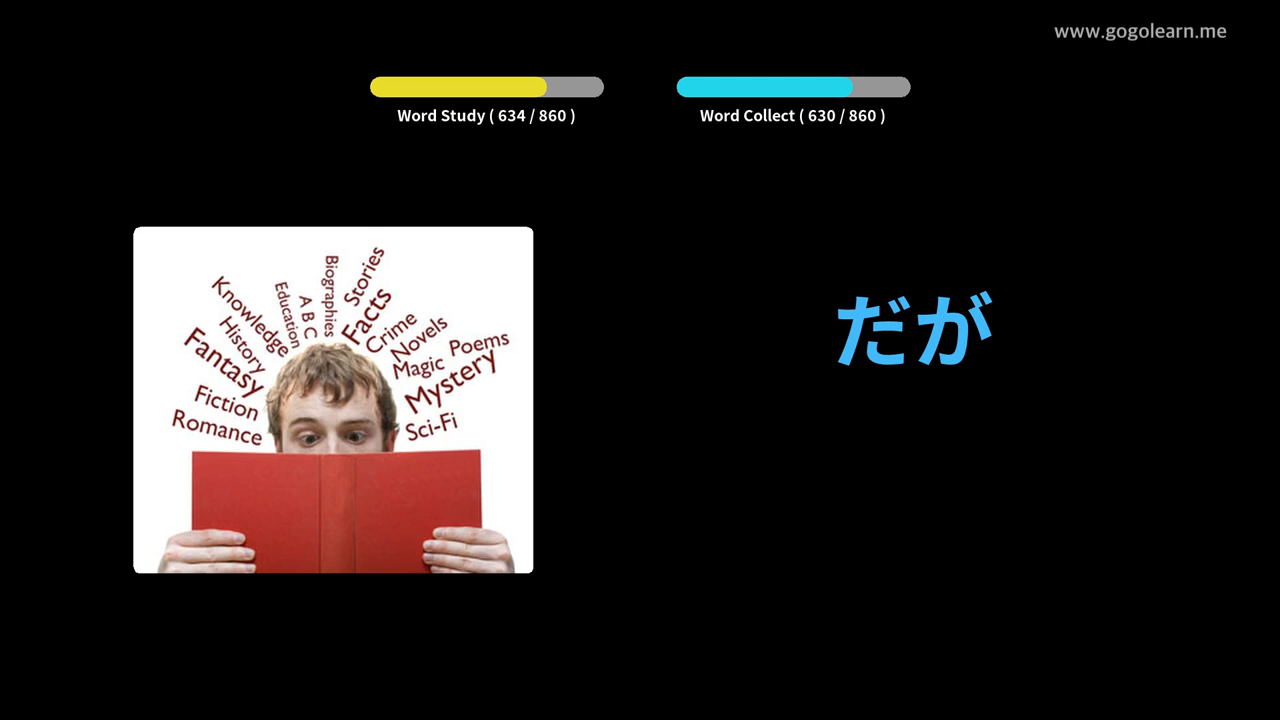 www.gogolearn.me
Word Study ( 634 / 860 )
Word Collect ( 630 / 860 )
Knowledge
Education
A B C
Biographies
Stories
Facts
Crime
Novels
Poems
Magic
Mystery
Sci-Fi
History
Fantasy
Fiction
Romance
だが